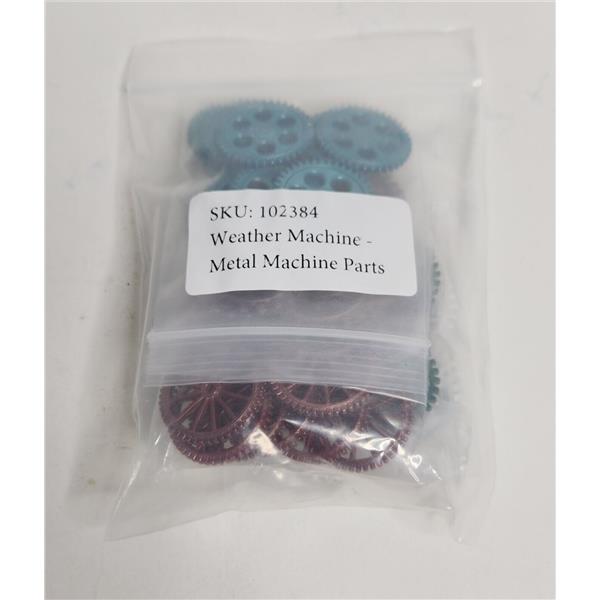 SKU: 102384
Weather Machine -
Metal Machine Parts